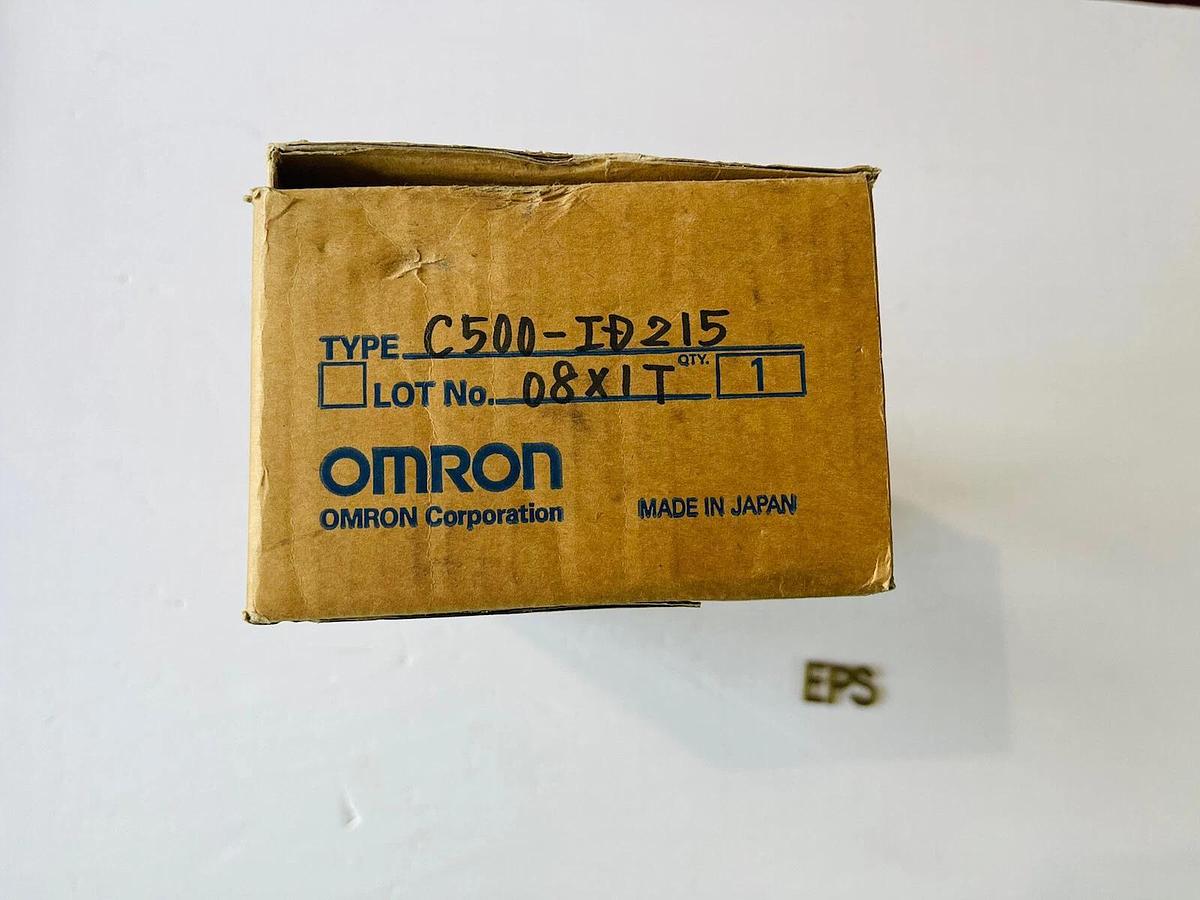 TYPE C500-ID215
LOT No. 08X1T QTY. 1
OMRON
OMRON Corporation MADE IN JAPAN
EPS